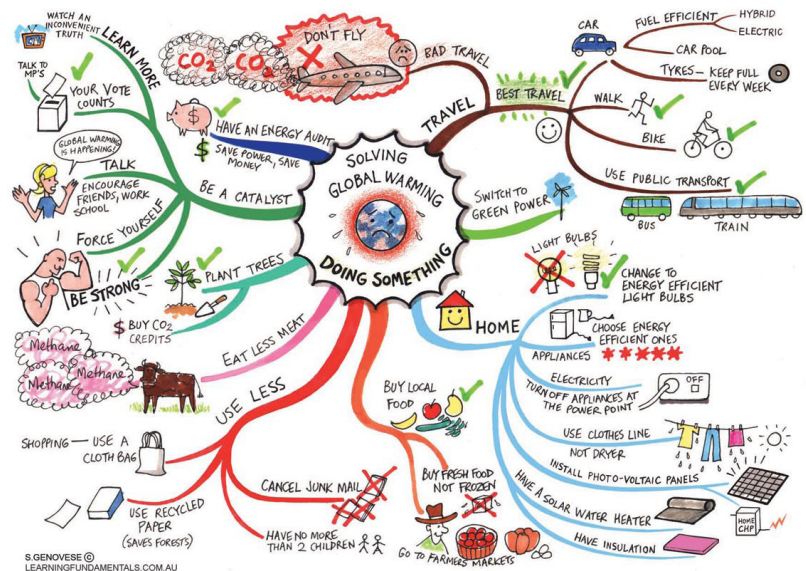 SOLVING
GLOBAL WARMING
DOING SOMETHING
WATCH AN
INCONVENIENT
TRUTH
LEARN MORE
TALK TO
MP'S
YOUR VOTE
COUNTS
GLOBAL WARMING
IS HAPPENING!
TALK
ENCOURAGE
FRIENDS, WORK
SCHOOL
FORCE YOURSELF
BE STRONG
BE A CATALYST
$
HAVE AN ENERGY AUDIT
$ SAVE POWER, SAVE
MONEY
CO2
CO2
DONT FLY
BAD TRAVEL
TRAVEL
BEST TRAVEL
CAR
FUEL EFFICIENT
HYBRID
ELECTRIC
CAR POOL
TYRES – KEEP FULL
EVERY WEEK
WALK
BIKE
USE PUBLIC TRANSPORT
BUS
TRAIN
SWITCH TO
GREEN POWER
HOME
LIGHT BULBS
CHANGE TO
ENERGY EFFICIENT
LIGHT BULBS
CHOOSE ENERGY
EFFICIENT ONES
APPLIANCES
ELECTRICITY
TURN OFF APPLIANCES AT
THE POWER POINT
OFF
USE CLOTHES LINE
NOT DRYER
INSTALL PHOTO-VOLTAIC PANELS
HOME
CHP
HAVE A SOLAR WATER HEATER
HAVE INSULATION
BUY LOCAL
FOOD
BUY FRESH FOOD
NOT FROZEN
GO TO FARMERS MARKETS
USE LESS
SHOPPING — USE A
CLOTH BAG
USE RECYCLED
PAPER
(SAVES FORESTS)
CANCEL JUNK MAIL
HAVE NO MORE
THAN 2 CHILDREN
EAT LESS MEAT
Methane
Methane
Methane
PLANT TREES
$ BUY CO2
CREDITS
S.GENOVESE ©
LEARNINGFUNDAMENTALS.COM.AU